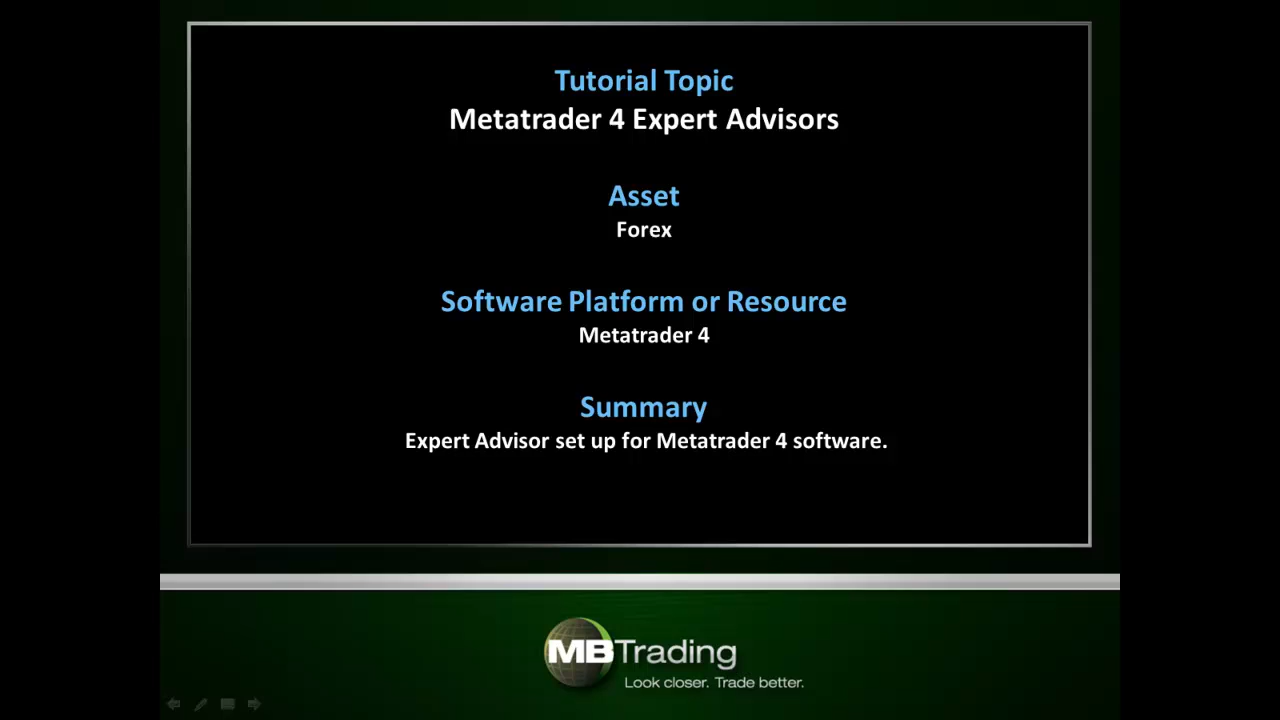 Tutorial Topic
Metatrader 4 Expert Advisors
Asset
Forex
Software Platform or Resource
Metatrader 4
Summary
Expert Advisor set up for Metatrader 4 software.
MBTrading
Look closer. Trade better.